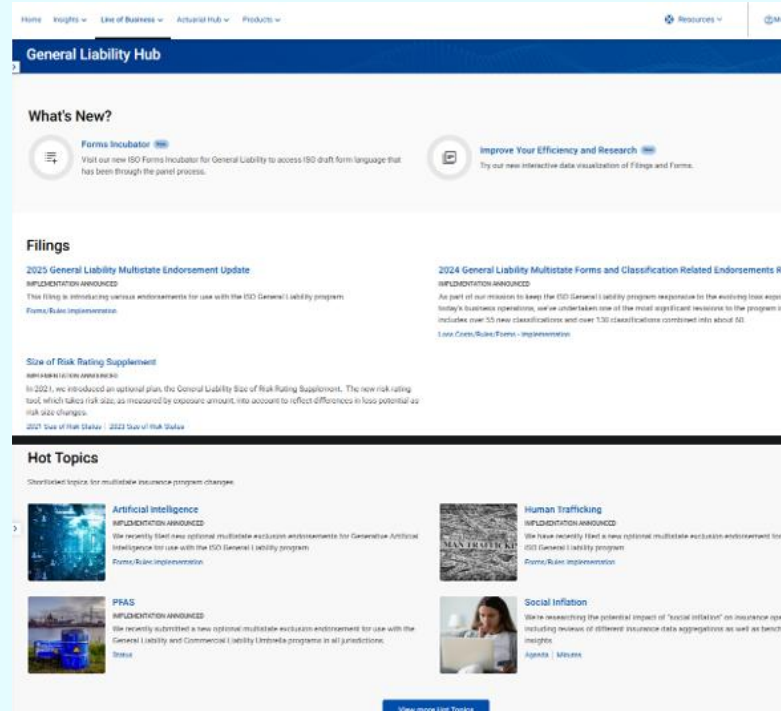 Home Insights Line of Business Actuarial Hub Products Resources
General Liability Hub
What's New?
Forms Incubator New
Visit our new ISO Forms Incubator for General Liability to access ISO draft form language that
has been through the panel process.
Improve Your Efficiency and Research New
Try our new interactive data visualization of Filings and Forms.
Filings
2025 General Liability Multistate Endorsement Update
IMPLEMENTATION ANNOUNCED
This filing is introducing various endorsements for use with the ISO General Liability program.
Forms/Rules Implementation
2024 General Liability Multistate Forms and Classification Related Endorsements R
IMPLEMENTATION ANNOUNCED
As part of our mission to keep the ISO General Liability program responsive to the evolving loss expo
today's business operations, we've undertaken one of the most significant revisions to the program i
includes over 55 new classifications and over 130 classifications combined into about 60.
Loss Costs/Rules/Forms - Implementation
Size of Risk Rating Supplement
IMPLEMENTATION ANNOUNCED
In 2021, we introduced an optional plan, the General Liability Size of Risk Rating Supplement. The new risk rating
tool, which takes risk size, as measured by exposure amount, into account to reflect differences in loss potential as
risk size changes.
2021 Size of Risk Status | 2023 Size of Risk Status
Hot Topics
Shortlisted topics for multistate insurance program changes.
Artificial Intelligence
IMPLEMENTATION ANNOUNCED
We recently filed new optional multistate exclusion endorsements for Generative Artificial
Intelligence for use with the ISO General Liability program
Forms/Rules Implementation
MAN TRAFFICK
Human Trafficking
IMPLEMENTATION ANNOUNCED
We have recently filed a new optional multistate exclusion endorsement for
ISO General Liability program
Forms/Rules Implementation
PFAS
IMPLEMENTATION ANNOUNCED
We recently submitted a new optional multistate exclusion endorsement for use with the
General Liability and Commercial Liability Umbrella programs in all jurisdictions.
Status
Social Inflation
We're researching the potential impact of "social inflation" on insurance ope
including reviews of different insurance data aggregations as well as bench
insights
Agenda | Minutes
View more Hot Topics